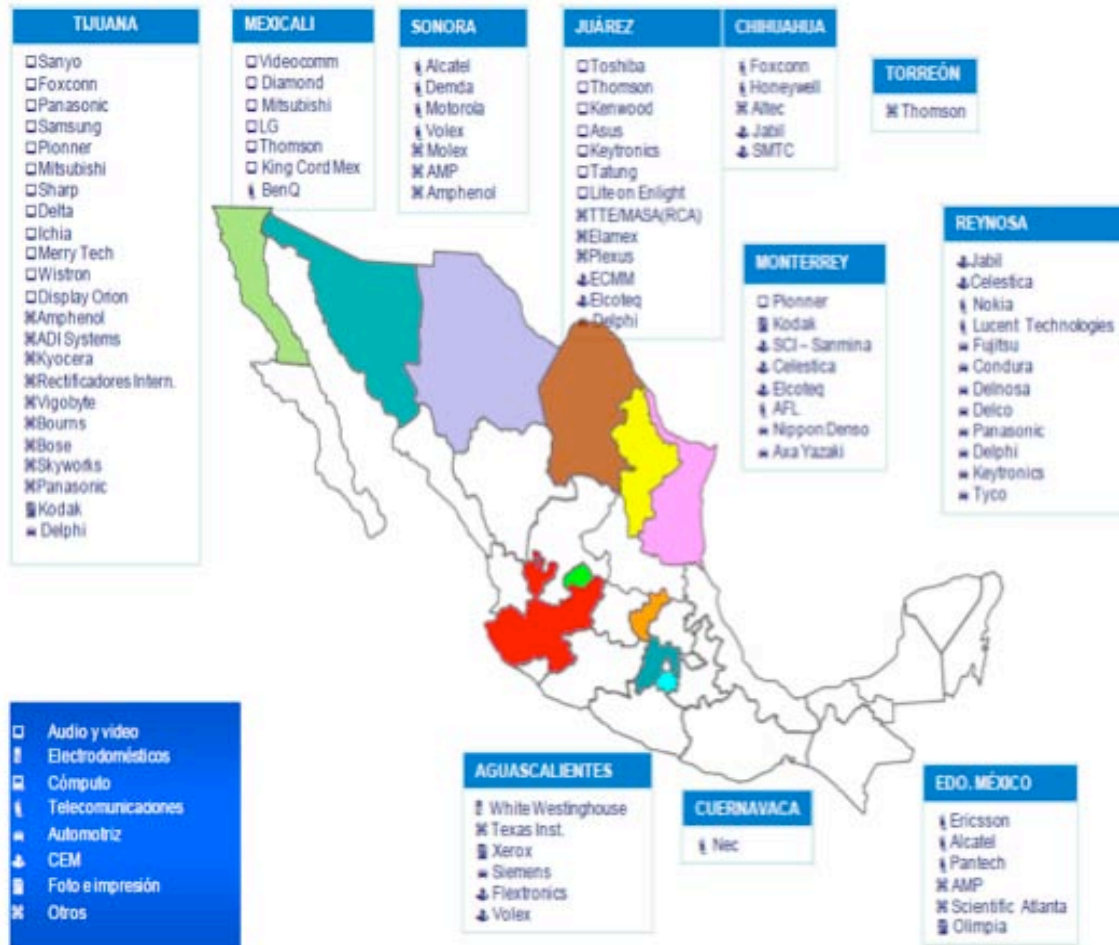 TIJUANA
Sanyo
Foxconn
Panasonic
Samsung
Pionner
Mitsubishi
Sharp
Delta
Ichia
Merry Tech
Wistron
Display Orion
Amphenol
ADI Systems
Kyocera
Rectificadores Intern.
Vigobyte
Bourns
Bose
Skyworks
Panasonic
Kodak
Delphi
MEXICALI
Videocomm
Diamond
Mitsubishi
LG
Thomson
King Cord Mex
BenQ
SONORA
Alcatel
Demda
Motorola
Volex
Molex
AMP
Amphenol
JUÁREZ
Toshiba
Thomson
Kenwood
Asus
Keytronics
Tatung
Liteon Enlight
TTE/MASA(RCA)
Elamex
Plexus
ECMM
Elcoteq
Delphi
CHIHUAHUA
Foxconn
Honeywell
Altec
Jabil
SMTC
TORREÓN
Thomson
MONTERREY
Pionner
Kodak
SCI – Sanmina
Celestica
Elcoteq
AFL
Nippon Denso
Axa Yazaki
REYNOSA
Jabil
Celestica
Nokia
Lucent Technologies
Fujitsu
Condura
Delnosa
Delco
Panasonic
Delphi
Keytronics
Tyco
Audio y video
Electrodomésticos
Cómputo
Telecomunicaciones
Automotriz
CEM
Foto e impresión
Otros
AGUASCALIENTES
White Westinghouse
Texas Inst.
Xerox
Siemens
Flextronics
Volex
CUERNAVACA
Nec
EDO. MÉXICO
Ericsson
Alcatel
Pantech
AMP
Scientific Atlanta
Olimpia